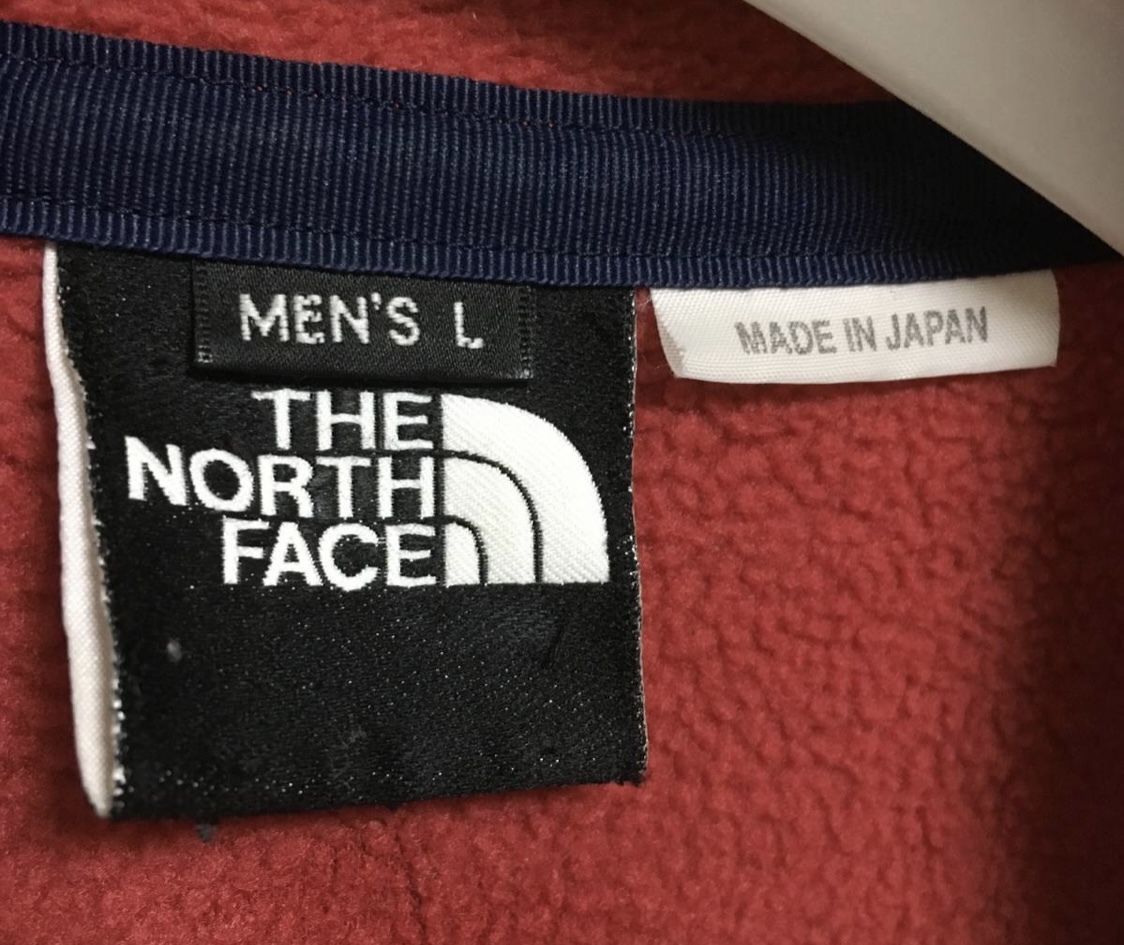 MEN'S L
THE
NORTH
FACE
MADE IN JAPAN